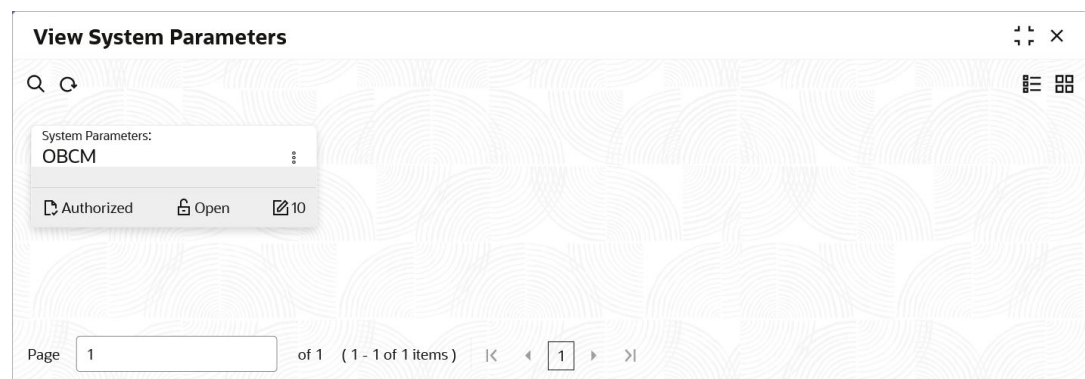 View System Parameters
System Parameters:
OBCM
Authorized Open 10
Page 1 of 1 ( 1 - 1 of 1 items ) 1